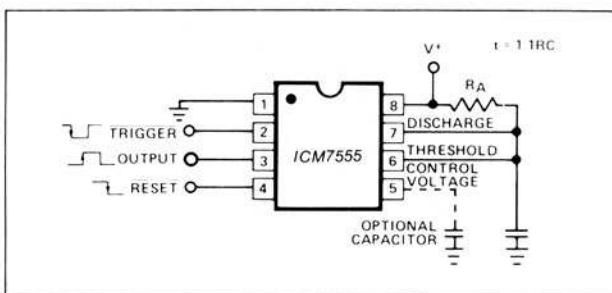 V+
t = 1 1RC
RA
1
8
DISCHARGE
TRIGGER
2
7
THRESHOLD
OUTPUT
3
ICM7555
6
CONTROL
VOLTAGE
RESET
4
5
OPTIONAL
CAPACITOR